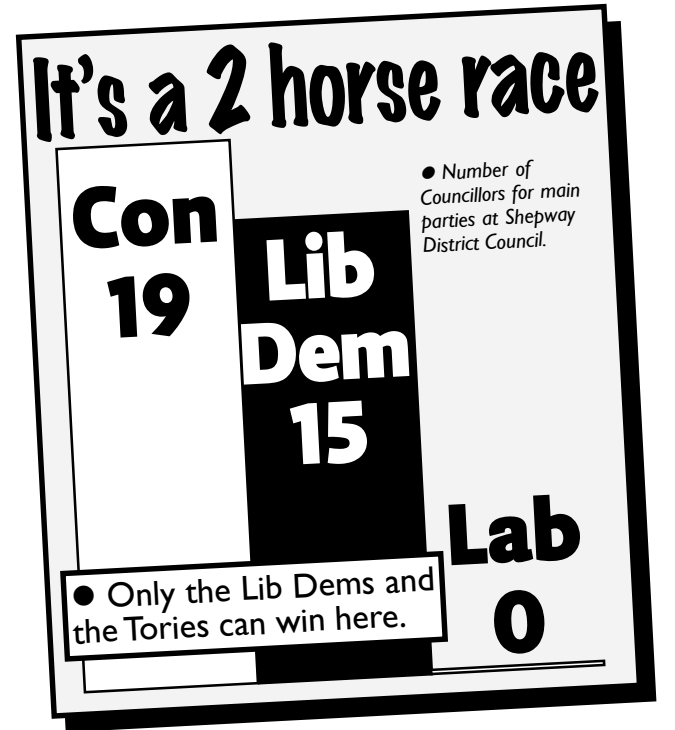 It's a 2 horse race
Con
19
Lib
Dem
15
● Number of
Councillors for main
parties at Shepway
District Council.
Lab
0
● Only the Lib Dems and
the Tories can win here.